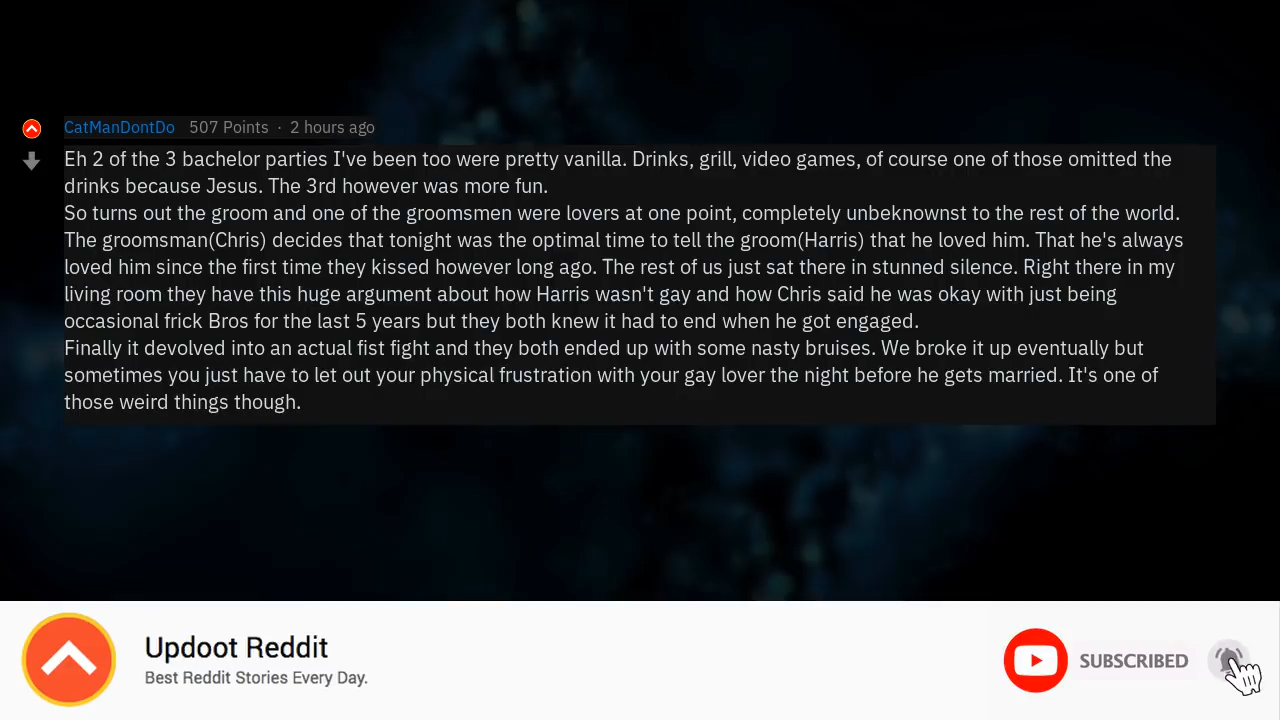 CatManDontDo 507 Points · 2 hours ago
Eh 2 of the 3 bachelor parties I've been too were pretty vanilla. Drinks, grill, video games, of course one of those omitted the
drinks because Jesus. The 3rd however was more fun.
So turns out the groom and one of the groomsmen were lovers at one point, completely unbeknownst to the rest of the world.
The groomsman(Chris) decides that tonight was the optimal time to tell the groom(Harris) that he loved him. That he's always
loved him since the first time they kissed however long ago. The rest of us just sat there in stunned silence. Right there in my
living room they have this huge argument about how Harris wasn't gay and how Chris said he was okay with just being
occasional frick Bros for the last 5 years but they both knew it had to end when he got engaged.
Finally it devolved into an actual fist fight and they both ended up with some nasty bruises. We broke it up eventually but
sometimes you just have to let out your physical frustration with your gay lover the night before he gets married. It's one of
those weird things though.
Updoot Reddit
Best Reddit Stories Every Day.
SUBSCRIBED